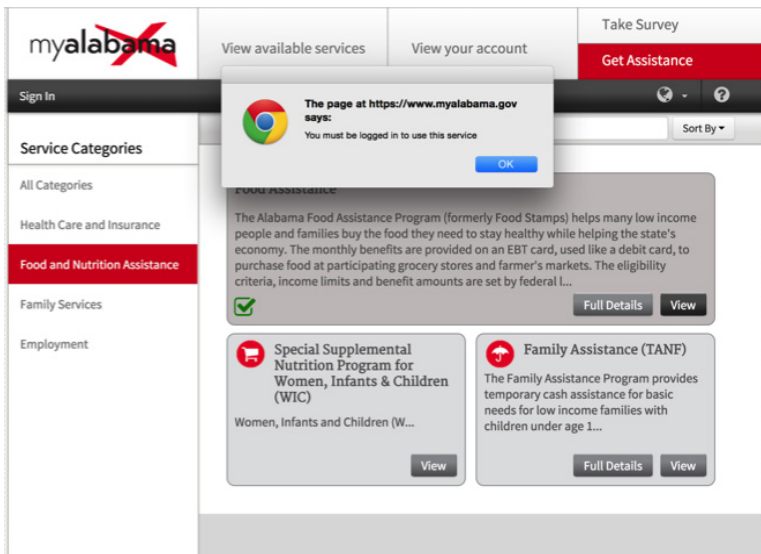 myalabama
View available services
View your account
Take Survey
Get Assistance
Sign In
The page at https://www.myalabama.gov
says:
You must be logged in to use this service
OK
Sort By
Service Categories
All Categories
Health Care and Insurance
Food and Nutrition Assistance
Family Services
Employment
Food Assistance
The Alabama Food Assistance Program (formerly Food Stamps) helps many low income
people and families buy the food they need to stay healthy while helping the state's
economy. The monthly benefits are provided on an EBT card, used like a debit card, to
purchase food at participating grocery stores and farmer's markets. The eligibility
criteria, income limits and benefit amounts are set by federal l...
Full Details
View
Special Supplemental
Nutrition Program for
Women, Infants & Children
(WIC)
Women, Infants and Children (W...
View
Family Assistance (TANF)
The Family Assistance Program provides
temporary cash assistance for basic
needs for low income families with
children under age 1...
Full Details
View